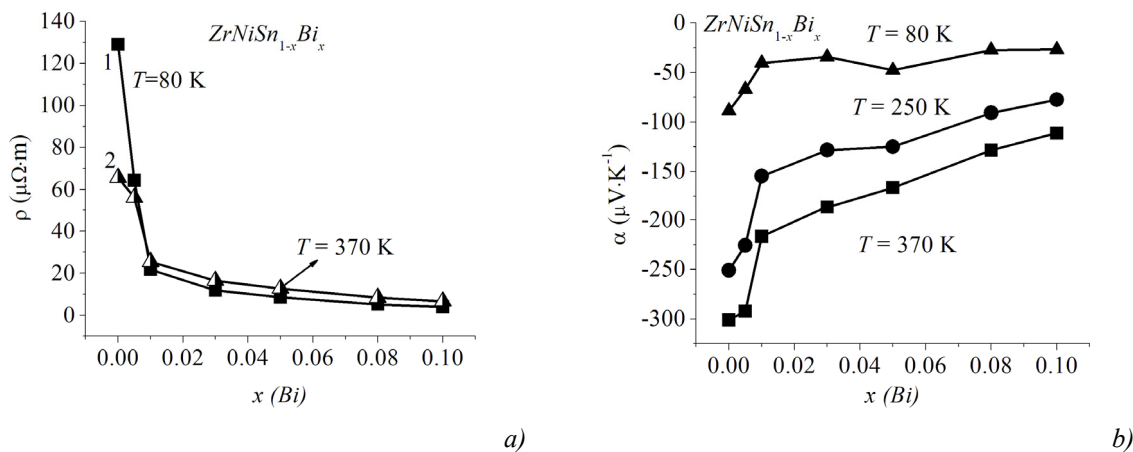 140
120
100
80
60
40
20
0
ρ (μΩ·m)
ZrNiSn1-xBix
1
T=80 K
2
T = 370 K
0.00 0.02 0.04 0.06 0.08 0.10
x (Bi)
a)
0
-50
-100
-150
-200
-250
-300
α (μV·K-1)
ZrNiSn1-xBix
T = 80 K
T = 250 K
T = 370 K
0.00 0.02 0.04 0.06 0.08 0.10
x (Bi)
b)